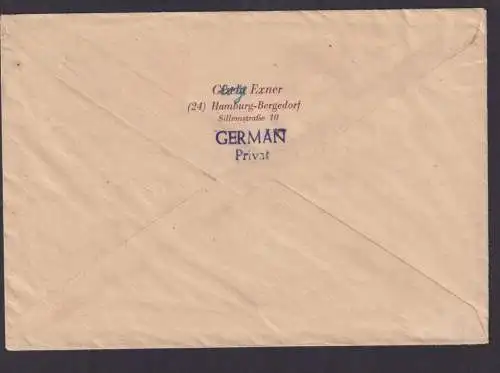 Exner
(24) Hamburg-Bergedorf
Sillemstraße 10
GERMAN
Privat